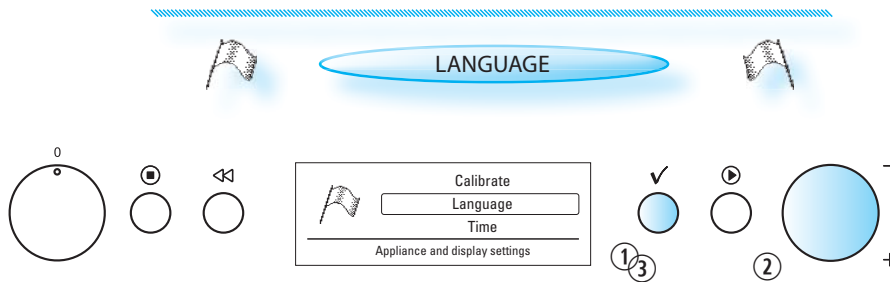 LANGUAGE
0
Calibrate
Language
Time
Appliance and display settings
1
3
2